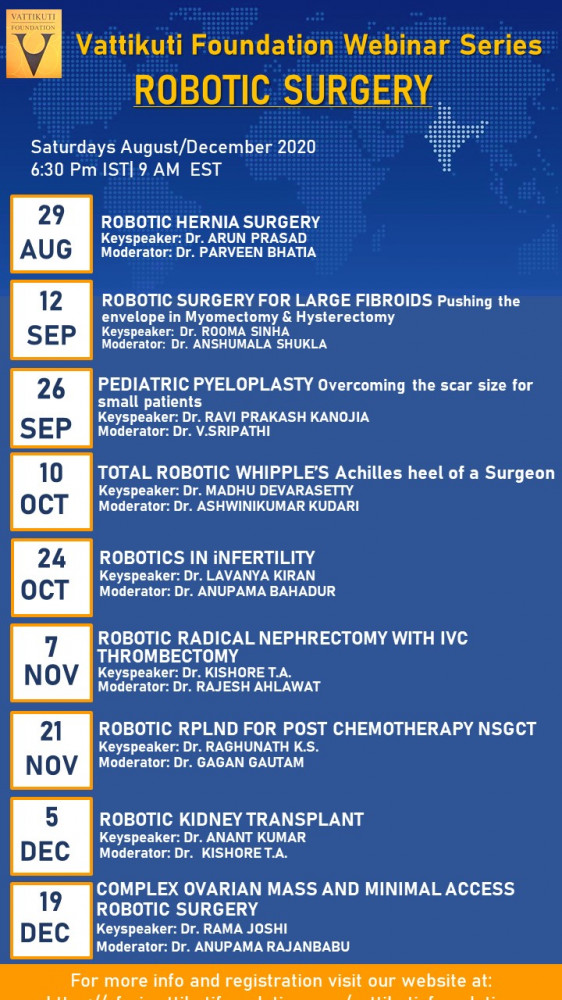 VATTIKUTI
FOUNDATION
Vattikuti Foundation Webinar Series
ROBOTIC SURGERY
Saturdays August/December 2020
6:30 Pm IST| 9 AM EST
29
AUG
ROBOTIC HERNIA SURGERY
Keyspeaker: Dr. ARUN PRASAD
Moderator: Dr. PARVEEN BHATIA
12
SEP
ROBOTIC SURGERY FOR LARGE FIBROIDS Pushing the
envelope in Myomectomy & Hysterectomy
Keyspeaker: Dr. ROOMA SINHA
Moderator: Dr. ANSHUMALA SHUKLA
26
SEP
PEDIATRIC PYELOPLASTY Overcoming the scar size for
small patients
Keyspeaker: Dr. RAVI PRAKASH KANOJIA
Moderator: Dr. V.SRIPATHI
10
OCT
TOTAL ROBOTIC WHIPPLE'S Achilles heel of a Surgeon
Keyspeaker: Dr. MADHU DEVARASETTY
Moderator: Dr. ASHWINIKUMAR KUDARI
24
OCT
ROBOTICS IN iNFERTILITY
Keyspeaker: Dr. LAVANYA KIRAN
Moderator: Dr. ANUPAMA BAHADUR
7
NOV
ROBOTIC RADICAL NEPHRECTOMY WITH IVC
THROMBECTOMY
Keyspeaker: Dr. KISHORE T.A.
Moderator: Dr. RAJESH AHLAWAT
21
NOV
ROBOTIC RPLND FOR POST CHEMOTHERAPY NSGCT
Keyspeaker: Dr. RAGHUNATH K.S.
Moderator: Dr. GAGAN GAUTAM
5
DEC
ROBOTIC KIDNEY TRANSPLANT
Keyspeaker: Dr. ANANT KUMAR
Moderator: Dr. KISHORE T.A.
19
DEC
COMPLEX OVARIAN MASS AND MINIMAL ACCESS
ROBOTIC SURGERY
Keyspeaker: Dr. RAMA JOSHI
Moderator: Dr. ANUPAMA RAJANBABU
For more info and registration visit our website at: